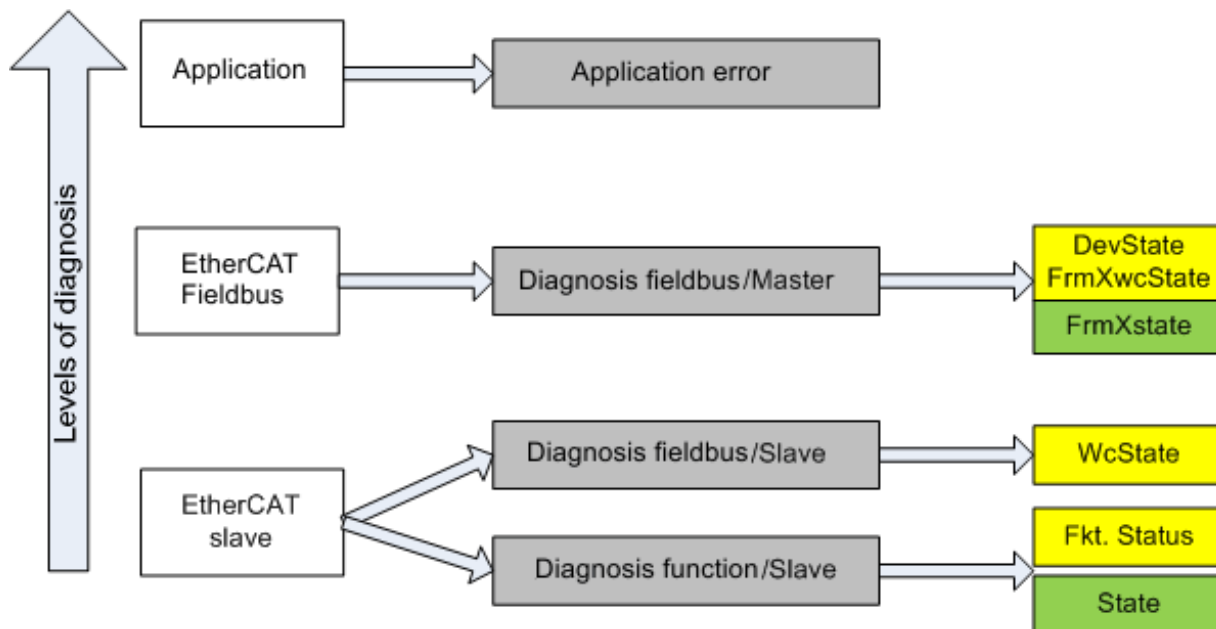 Levels of diagnosis
Application
Application error
EtherCAT
Fieldbus
Diagnosis fieldbus/Master
DevState
FrmXwcState
FrmXstate
EtherCAT
slave
Diagnosis fieldbus/Slave
WcState
Diagnosis function/Slave
Fkt. Status
State